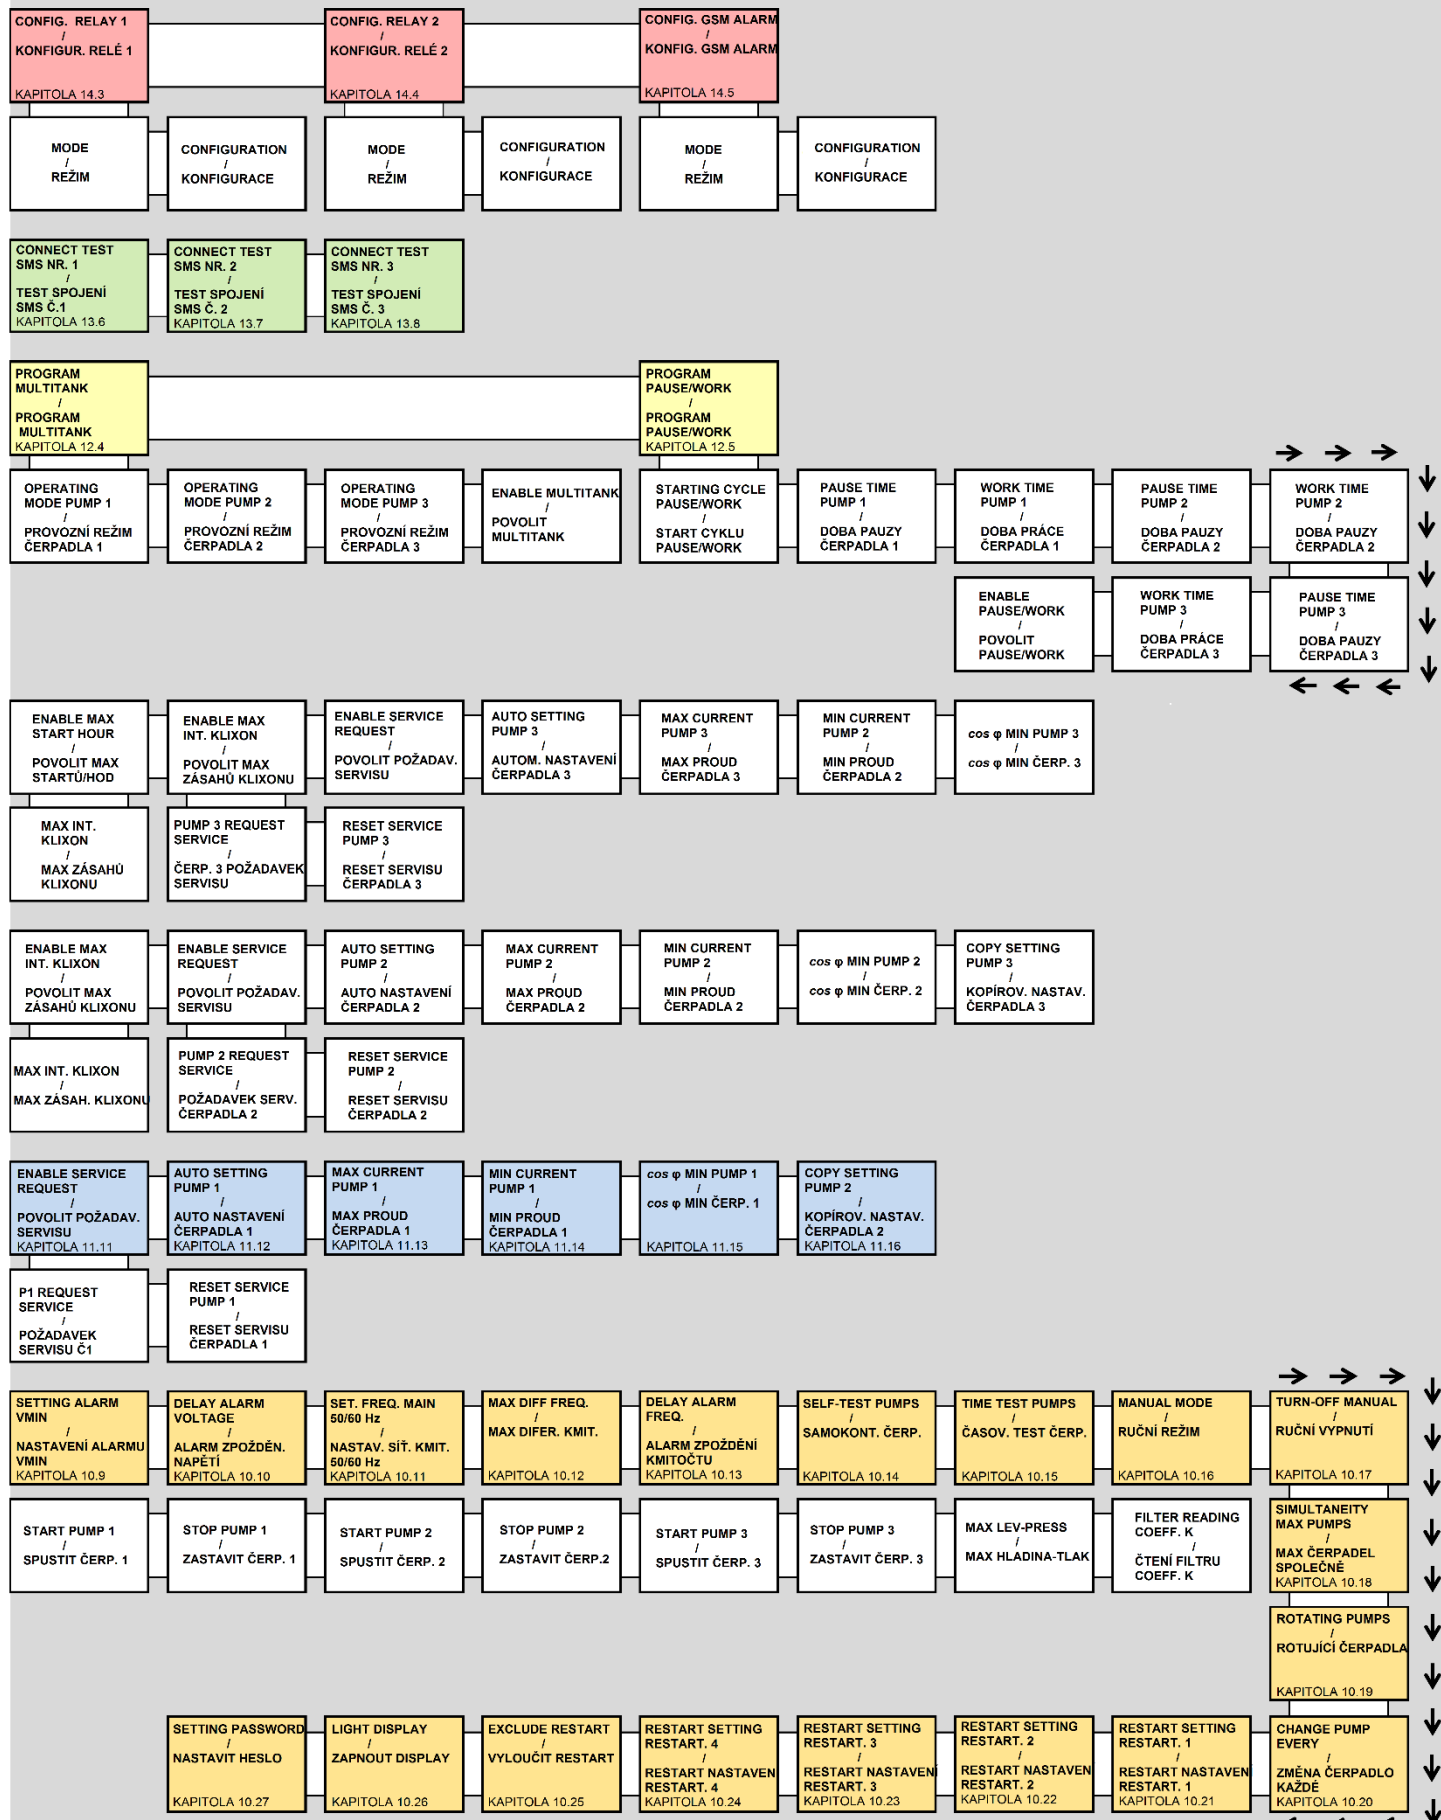 CONFIG. RELAY 1
/
KONFIGUR. RELÉ 1
KAPITOLA 14.3
CONFIG. RELAY 2
/
KONFIGUR. RELÉ 2
KAPITOLA 14.4
CONFIG. GSM ALARM
/
KONFIG. GSM ALARM
KAPITOLA 14.5
MODE
/
REŽIM
CONFIGURATION
/
KONFIGURACE
MODE
/
REŽIM
CONFIGURATION
/
KONFIGURACE
MODE
/
REŽIM
CONFIGURATION
/
KONFIGURACE
CONNECT TEST
SMS NR. 1
/
TEST SPOJENÍ
SMS Č.1
KAPITOLA 13.6
CONNECT TEST
SMS NR. 2
/
TEST SPOJENÍ
SMS Č. 2
KAPITOLA 13.7
CONNECT TEST
SMS NR. 3
/
TEST SPOJENÍ
SMS Č. 3
KAPITOLA 13.8
PROGRAM
MULTITANK
/
PROGRAM
MULTITANK
KAPITOLA 12.4
PROGRAM
PAUSE/WORK
/
PROGRAM
PAUSE/WORK
KAPITOLA 12.5
OPERATING
MODE PUMP 1
/
PROVOZNÍ REŽIM
ČERPADLA 1
OPERATING
MODE PUMP 2
/
PROVOZNÍ REŽIM
ČERPADLA 2
OPERATING
MODE PUMP 3
/
PROVOZNÍ REŽIM
ČERPADLA 3
ENABLE MULTITANK
/
POVOLIT
MULTITANK
STARTING CYCLE
PAUSE/WORK
/
START CYKLU
PAUSE/WORK
PAUSE TIME
PUMP 1
/
DOBA PAUZY
ČERPADLA 1
WORK TIME
PUMP 1
/
DOBA PRÁCE
ČERPADLA 1
PAUSE TIME
PUMP 2
/
DOBA PAUZY
ČERPADLA 2
WORK TIME
PUMP 2
/
DOBA PAUZY
ČERPADLA 2
ENABLE
PAUSE/WORK
/
POVOLIT
PAUSE/WORK
WORK TIME
PUMP 3
/
DOBA PRÁCE
ČERPADLA 3
PAUSE TIME
PUMP 3
/
DOBA PAUZY
ČERPADLA 3
ENABLE MAX
START HOUR
/
POVOLIT MAX
STARTŮ/HOD
ENABLE MAX
INT. KLIXON
/
POVOLIT MAX
ZÁSAHŮ KLIXONU
ENABLE SERVICE
REQUEST
/
POVOLIT POŽADAV.
SERVISU
AUTO SETTING
PUMP 3
/
AUTOM. NASTAVENÍ
ČERPADLA 3
MAX CURRENT
PUMP 3
/
MAX PROUD
ČERPADLA 3
MIN CURRENT
PUMP 2
/
MIN PROUD
ČERPADLA 2
cos φ MIN PUMP 3
/
cos φ MIN ČERP. 3
MAX INT.
KLIXON
/
MAX ZÁSAHŮ
KLIXONU
PUMP 3 REQUEST
SERVICE
/
ČERP. 3 POŽADAVEK
SERVISU
RESET SERVICE
PUMP 3
/
RESET SERVISU
ČERPADLA 3
ENABLE MAX
INT. KLIXON
/
POVOLIT MAX
ZÁSAHŮ KLIXONU
ENABLE SERVICE
REQUEST
/
POVOLIT POŽADAV.
SERVISU
AUTO SETTING
PUMP 2
/
AUTO NASTAVENÍ
ČERPADLA 2
MAX CURRENT
PUMP 2
/
MAX PROUD
ČERPADLA 2
MIN CURRENT
PUMP 2
/
MIN PROUD
ČERPADLA 2
cos φ MIN PUMP 2
/
cos φ MIN ČERP. 2
COPY SETTING
PUMP 3
/
KOPÍROV. NASTAV.
ČERPADLA 3
MAX INT. KLIXON
/
MAX ZÁSAH. KLIXONU
PUMP 2 REQUEST
SERVICE
/
POŽADAVEK SERV.
ČERPADLA 2
RESET SERVICE
PUMP 2
/
RESET SERVISU
ČERPADLA 2
ENABLE SERVICE
REQUEST
/
POVOLIT POŽADAV.
SERVISU
KAPITOLA 11.11
AUTO SETTING
PUMP 1
/
AUTO NASTAVENÍ
ČERPADLA 1
KAPITOLA 11.12
MAX CURRENT
PUMP 1
/
MAX PROUD
ČERPADLA 1
KAPITOLA 11.13
MIN CURRENT
PUMP 1
/
MIN PROUD
ČERPADLA 1
KAPITOLA 11.14
cos φ MIN PUMP 1
/
cos φ MIN ČERP. 1
KAPITOLA 11.15
COPY SETTING
PUMP 2
/
KOPÍROV. NASTAV.
ČERPADLA 2
KAPITOLA 11.16
P1 REQUEST
SERVICE
/
POŽADAVEK
SERVISU Č1
RESET SERVICE
PUMP 1
/
RESET SERVISU
ČERPADLA 1
SETTING ALARM
VMIN
/
NASTAVENÍ ALARMU
VMIN
KAPITOLA 10.9
DELAY ALARM
VOLTAGE
/
ALARM ZPOŽDĚN.
NAPĚTÍ
KAPITOLA 10.10
SET. FREQ. MAIN
50/60 Hz
/
NASTAV. SÍŤ. KMIT.
50/60 Hz
KAPITOLA 10.11
MAX DIFF FREQ.
/
MAX DIFER. KMIT.
KAPITOLA 10.12
DELAY ALARM
FREQ.
/
ALARM ZPOŽDĚNÍ
KMITOČTU
KAPITOLA 10.13
SELF-TEST PUMPS
/
SAMOKONT. ČERP.
KAPITOLA 10.14
TIME TEST PUMPS
/
ČASOV. TEST ČERP.
KAPITOLA 10.15
MANUAL MODE
/
RUČNÍ REŽIM
KAPITOLA 10.16
TURN-OFF MANUAL
/
RUČNÍ VYPNUTÍ
KAPITOLA 10.17
START PUMP 1
/
SPUSTIT ČERP. 1
STOP PUMP 1
/
ZASTAVIT ČERP. 1
START PUMP 2
/
SPUSTIT ČERP. 2
STOP PUMP 2
/
ZASTAVIT ČERP.2
START PUMP 3
/
SPUSTIT ČERP. 3
STOP PUMP 3
/
ZASTAVIT ČERP. 3
MAX LEV-PRESS
/
MAX HLADINA-TLAK
FILTER READING
COEFF. K
/
ČTENÍ FILTRU
COEFF. K
SIMULTANEITY
MAX PUMPS
/
MAX ČERPADEL
SPOLEČNĚ
KAPITOLA 10.18
ROTATING PUMPS
/
ROTUJÍCÍ ČERPADLA
KAPITOLA 10.19
SETTING PASSWORD
/
NASTAVIT HESLO
KAPITOLA 10.27
LIGHT DISPLAY
/
ZAPNOUT DISPLAY
KAPITOLA 10.26
EXCLUDE RESTART
/
VYLOUČIT RESTART
KAPITOLA 10.25
RESTART SETTING
RESTART. 4
/
RESTART NASTAVEN
RESTART. 4
KAPITOLA 10.24
RESTART SETTING
RESTART. 3
/
RESTART NASTAVENÍ
RESTART. 3
KAPITOLA 10.23
RESTART SETTING
RESTART. 2
/
RESTART NASTAVEN
RESTART. 2
KAPITOLA 10.22
RESTART SETTING
RESTART. 1
/
RESTART NASTAVENÍ
RESTART. 1
KAPITOLA 10.21
CHANGE PUMP
EVERY
/
ZMĚNA ČERPADLO
KAŽDÉ
KAPITOLA 10.20